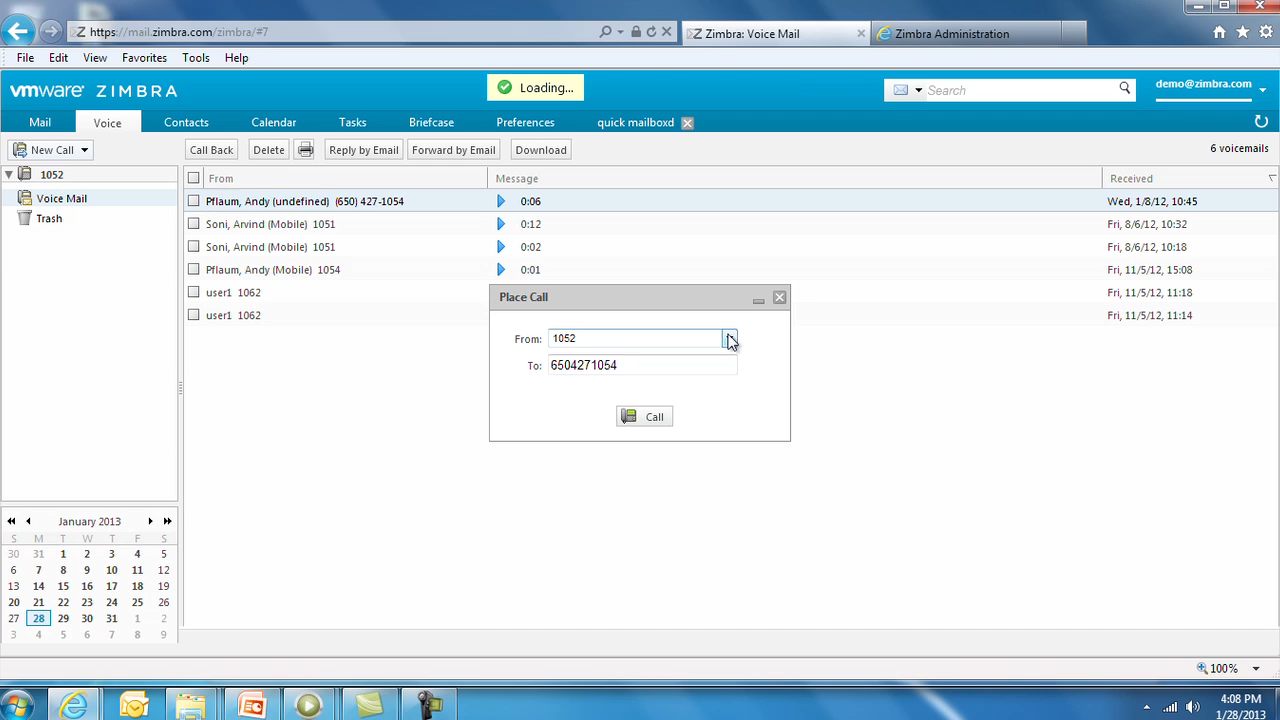 https://mail.zimbra.com/zimbra/#7
Zimbra: Voice Mail
Zimbra Administration
File Edit View Favorites Tools Help
vmware ZIMBRA
Loading...
Search
demo@zimbra.com
Mail Voice Contacts Calendar Tasks Briefcase Preferences quick mailboxd
New Call
Call Back Delete Reply by Email Forward by Email Download
6 voicemails
1052
Voice Mail
Trash
From Message Received
Pflaum, Andy (undefined) (650) 427-1054 0:06 Wed, 1/8/12, 10:45
Soni, Arvind (Mobile) 1051 0:12 Fri, 8/6/12, 10:32
Soni, Arvind (Mobile) 1051 0:02 Fri, 8/6/12, 10:18
Pflaum, Andy (Mobile) 1054 0:01 Fri, 11/5/12, 15:08
user1 1062 Fri, 11/5/12, 11:18
user1 1062 Fri, 11/5/12, 11:14
Place Call
From: 1052
To: 6504271054
Call
January 2013
S M T W T F S
30 31 1 2 3 4 5
6 7 8 9 10 11 12
13 14 15 16 17 18 19
20 21 22 23 24 25 26
27 28 29 30 31 1 2
3 4 5 6 7 8 9
100%
4:08 PM
1/28/2013